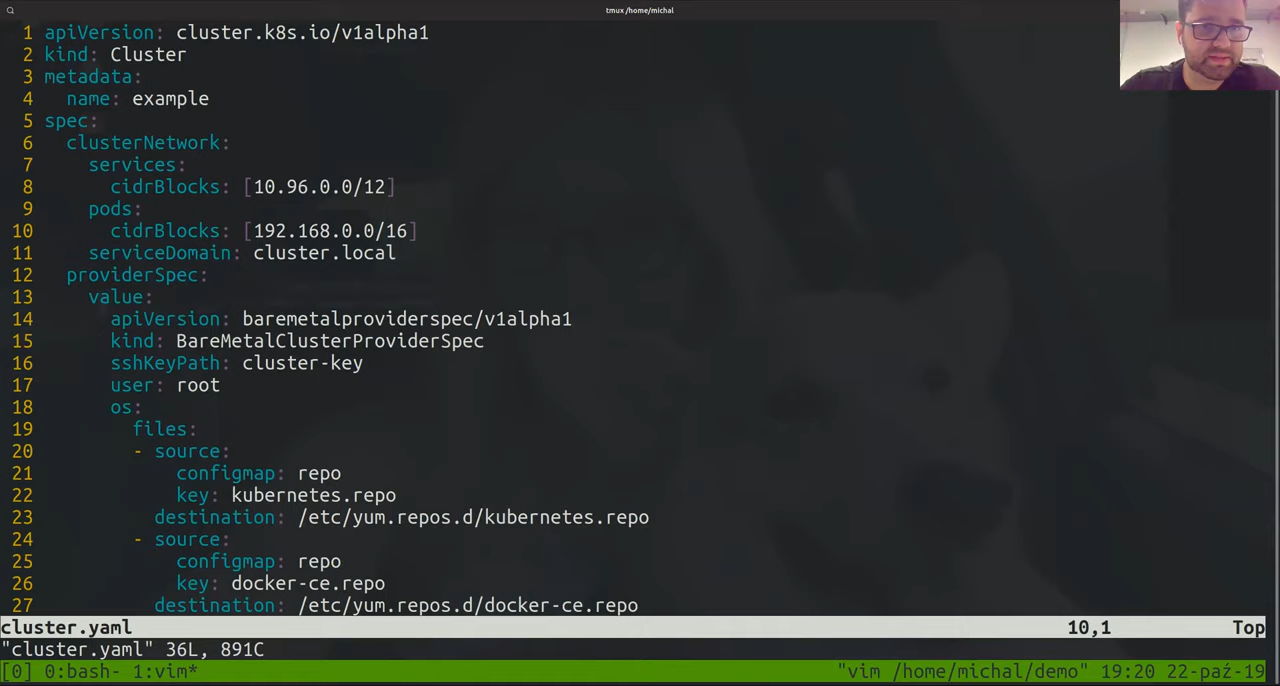 tmux /home/michal
1 apiVersion: cluster.k8s.io/v1alpha1
2 kind: Cluster
3 metadata:
4   name: example
5 spec:
6   clusterNetwork:
7     services:
8       cidrBlocks: [10.96.0.0/12]
9     pods:
10       cidrBlocks: [192.168.0.0/16]
11     serviceDomain: cluster.local
12   providerSpec:
13     value:
14       apiVersion: baremetalproviderspec/v1alpha1
15       kind: BareMetalClusterProviderSpec
16       sshKeyPath: cluster-key
17       user: root
18       os:
19         files:
20         - source:
21             configmap: repo
22             key: kubernetes.repo
23           destination: /etc/yum.repos.d/kubernetes.repo
24         - source:
25             configmap: repo
26             key: docker-ce.repo
27           destination: /etc/yum.repos.d/docker-ce.repo
cluster.yaml 10,1 Top
"cluster.yaml" 36L, 891C
[0] 0:bash- 1:vim* "vim /home/michal/demo" 19:20 22-paź-19